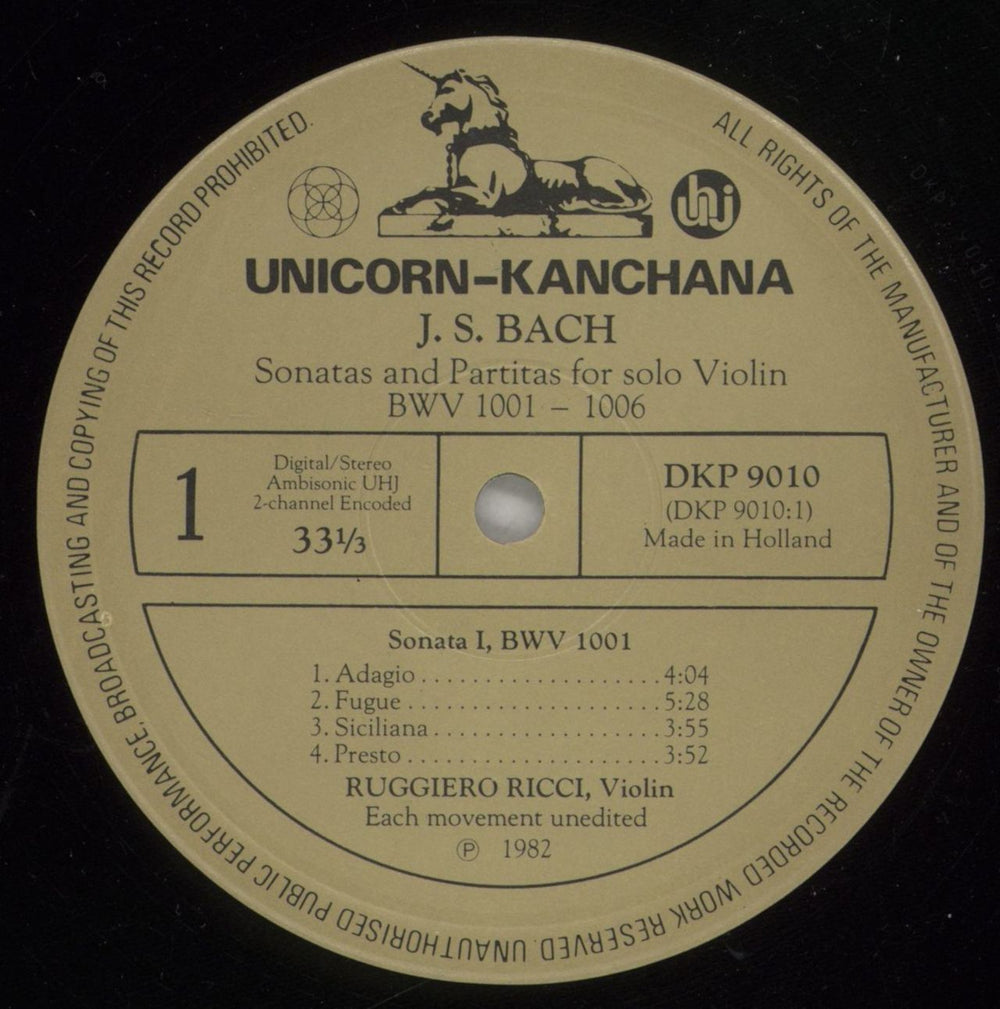 ALL RIGHTS OF THE MANUFACTURER AND OF THE OWNER OF THE RECORDED WORK RESERVED. UNAUTHORISED PUBLIC PERFORMANCE, BROADCASTING AND COPYING OF THIS RECORD PROHIBITED.
uhj
UNICORN-KANCHANA
J. S. BACH
Sonatas and Partitas for solo Violin
BWV 1001 – 1006
1
Digital/Stereo
Ambisonic UHJ
2-channel Encoded
33⅓
DKP 9010
(DKP 9010:1)
Made in Holland
Sonata I, BWV 1001
1. Adagio . . . . . . . . . . . . . . . . . . . . 4:04
2. Fugue . . . . . . . . . . . . . . . . . . . . . 5:28
3. Siciliana . . . . . . . . . . . . . . . . . . . 3:55
4. Presto . . . . . . . . . . . . . . . . . . . . . 3:52
RUGGIERO RICCI, Violin
Each movement unedited
℗ 1982